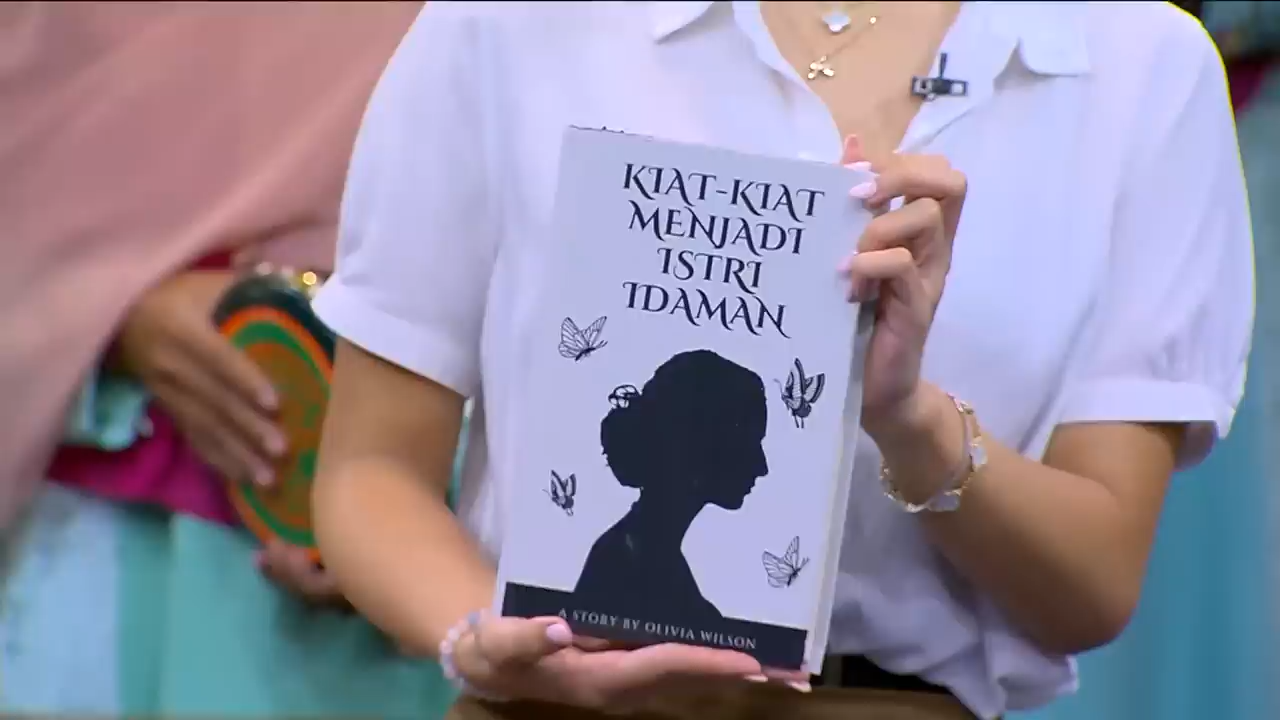 KIAT-KIAT
MENJADI
ISTRI
IDAMAN
A STORY BY OLIVIA WILSON